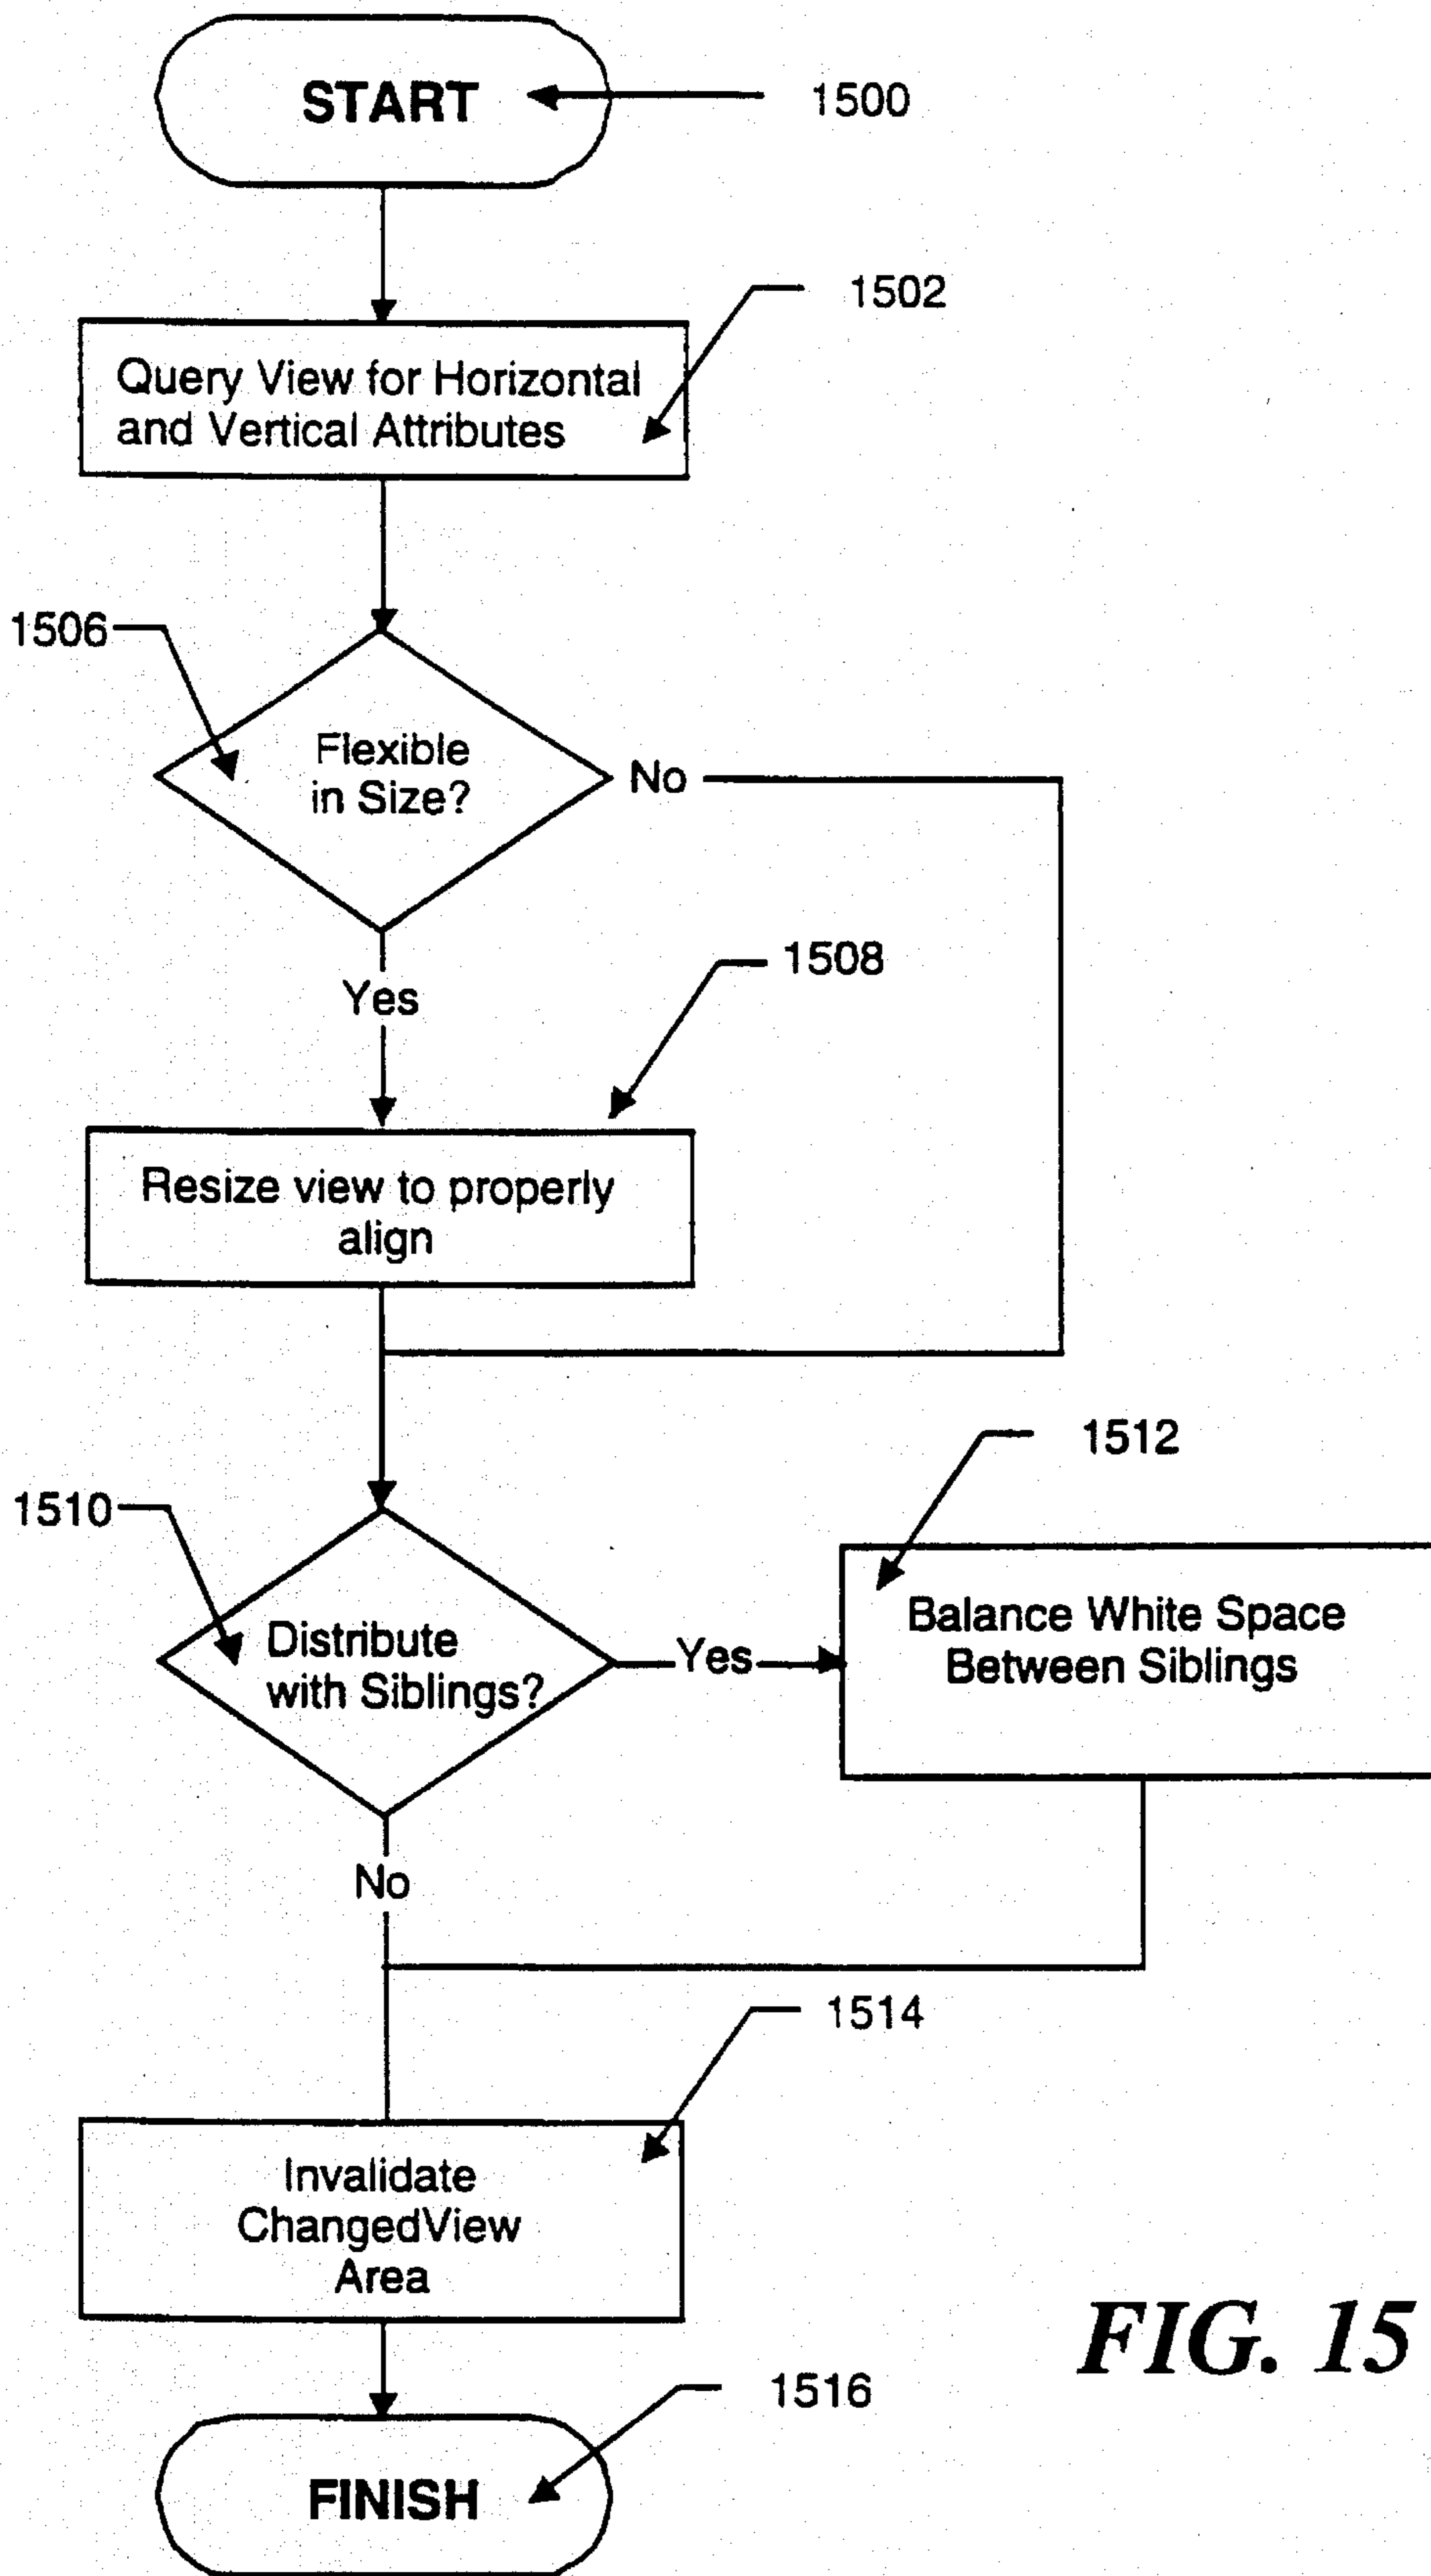 START
1500
1502
Query View for Horizontal
and Vertical Attributes
1506
Flexible
in Size?
No
Yes
1508
Resize view to properly
align
1512
1510
Distribute
with Siblings?
Yes
Balance White Space
Between Siblings
No
1514
Invalidate
ChangedView
Area
FIG. 15
1516
FINISH